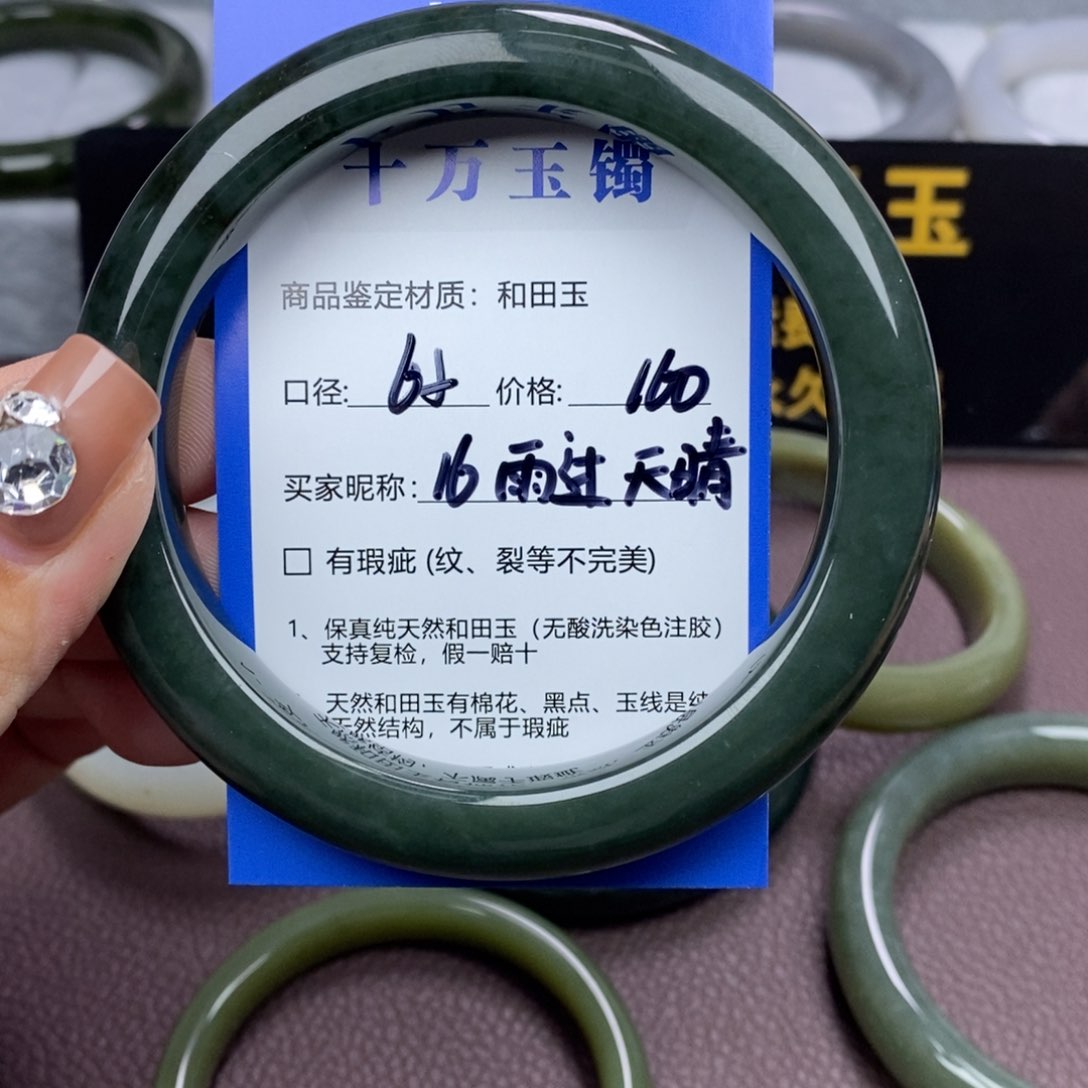 千万玉镯
玉
商品鉴定材质：和田玉
口径: 价格: 160
买家昵称: 16 雨过天晴
□ 有瑕疵 (纹、裂等不完美)
1、保真纯天然和田玉（无酸洗染色注胶）
支持复检，假一赔十
天然和田玉有棉花、黑点、玉线是纯
天然结构，不属于瑕疵